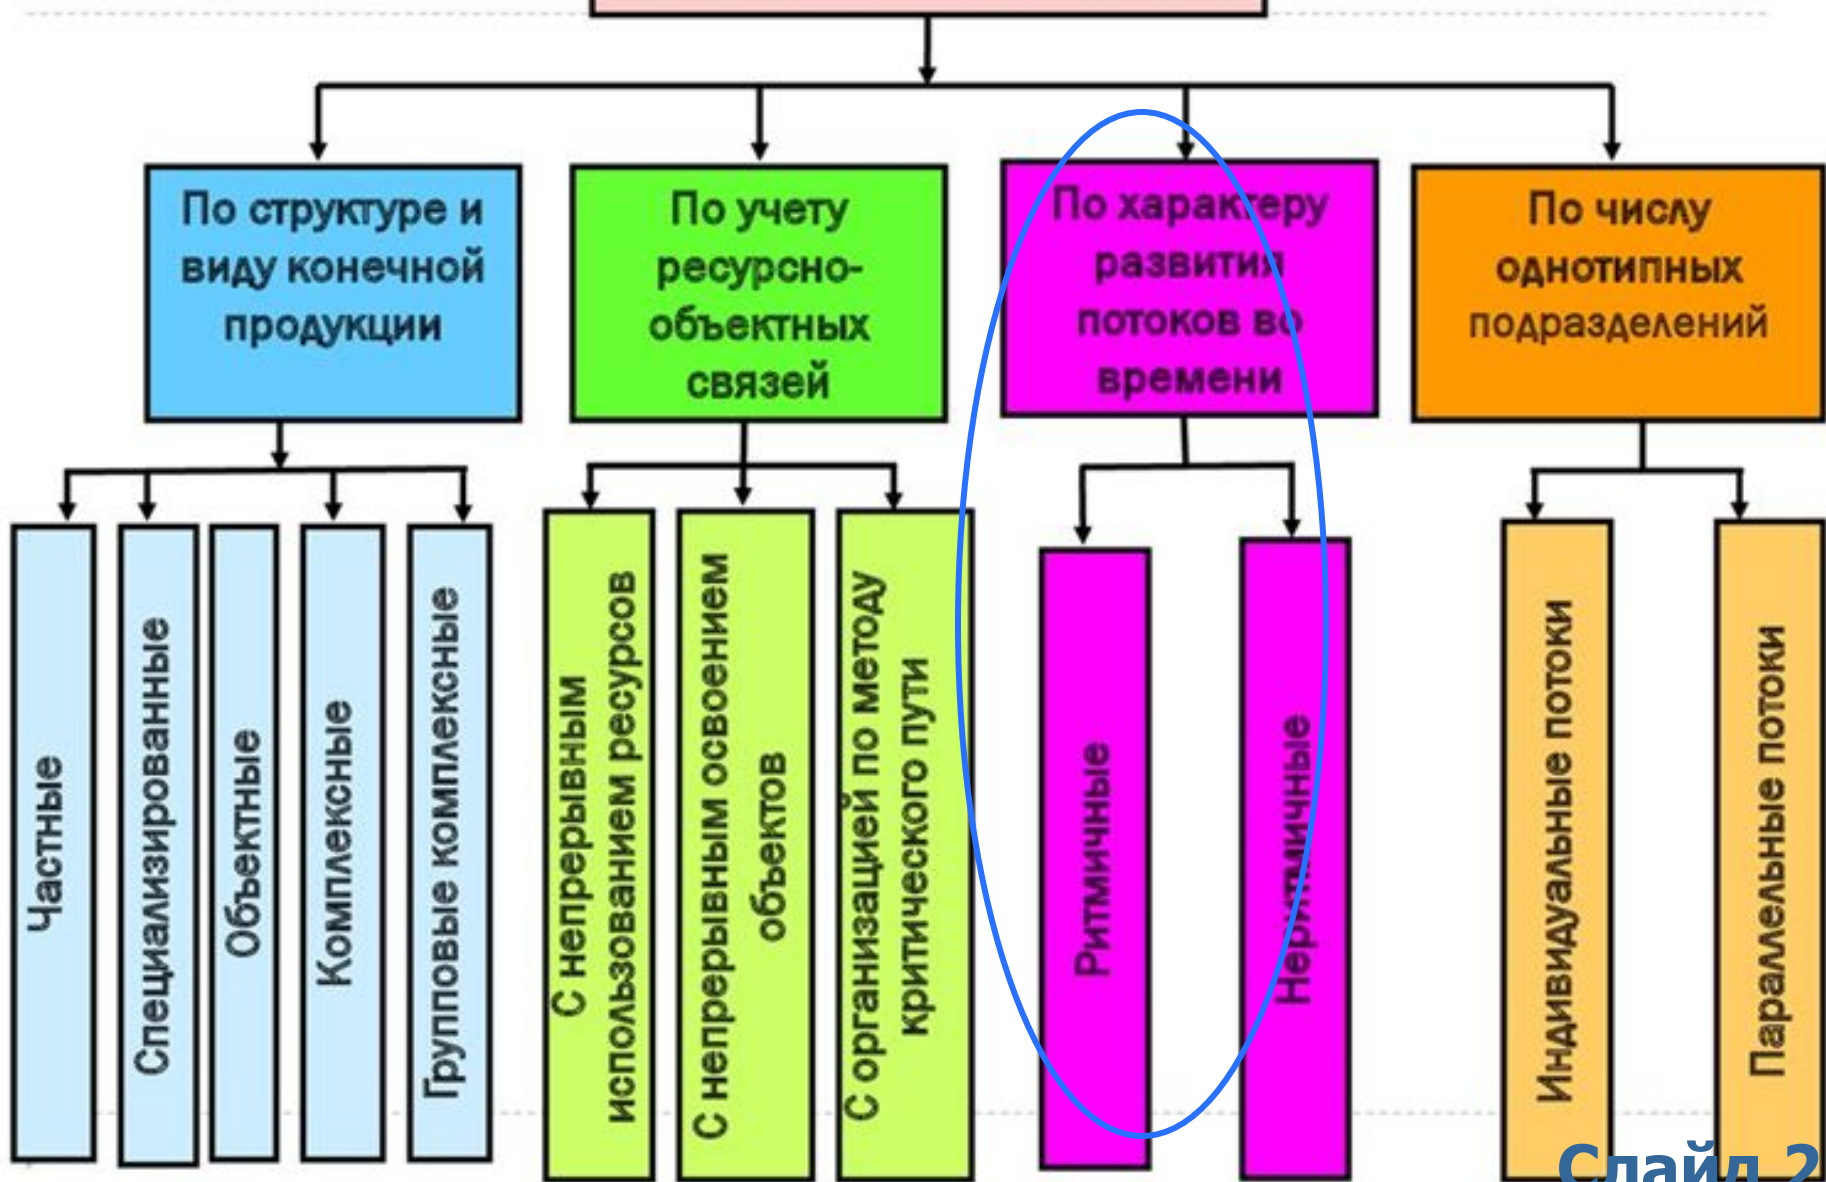 По структуре и
виду конечной
продукции
По учету
ресурсно-
объектных
связей
По характеру
развития
потоков во
времени
По числу
однотипных
подразделений
Частные
Специализированные
Объектные
Комплексные
Групповые комплексные
С непрерывным
использованием ресурсов
С непрерывным освоением
объектов
С организацией по методу
критического пути
Ритмичные
Неритмичные
Индивидуальные потоки
Параллельные потоки
Слайд 2